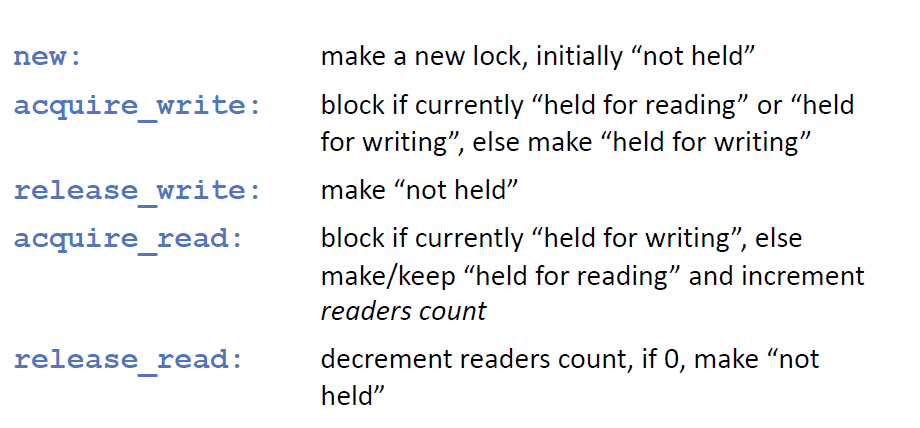 new: make a new lock, initially “not held”
acquire_write: block if currently “held for reading” or “held
for writing”, else make “held for writing”
release_write: make “not held”
acquire_read: block if currently “held for writing”, else
make/keep “held for reading” and increment
readers count
release_read: decrement readers count, if 0, make “not
held”